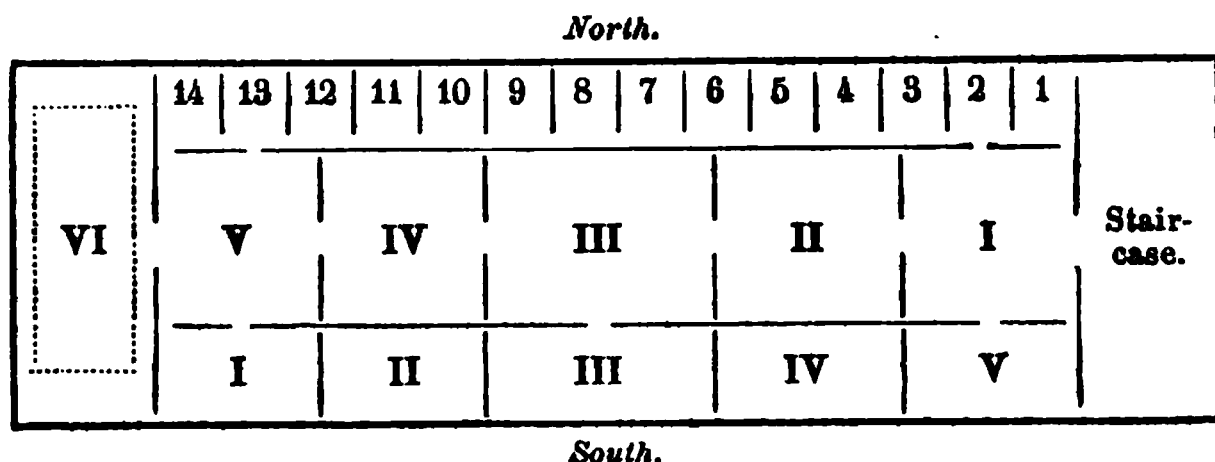 North.
14 13 12 11 10 9 8 7 6 5 4 3 2 1
VI V IV III II I Stair-
case.
I II III IV V
South.